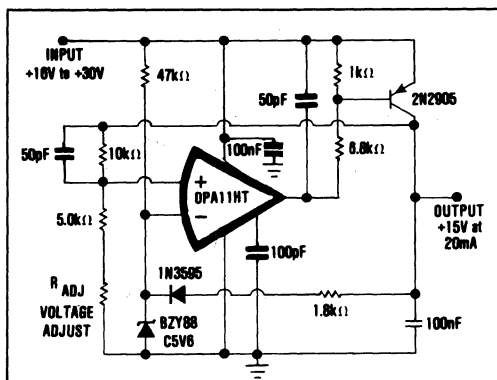 INPUT
+16V to +30V
47kΩ
50pF
1kΩ
2N2905
50pF
10kΩ
100nF
6.8kΩ
+
−
OPA11HT
5.0kΩ
OUTPUT
+15V at
20mA
100pF
1N3595
R ADJ
VOLTAGE
ADJUST
1.8kΩ
BZY88
C5V6
100nF